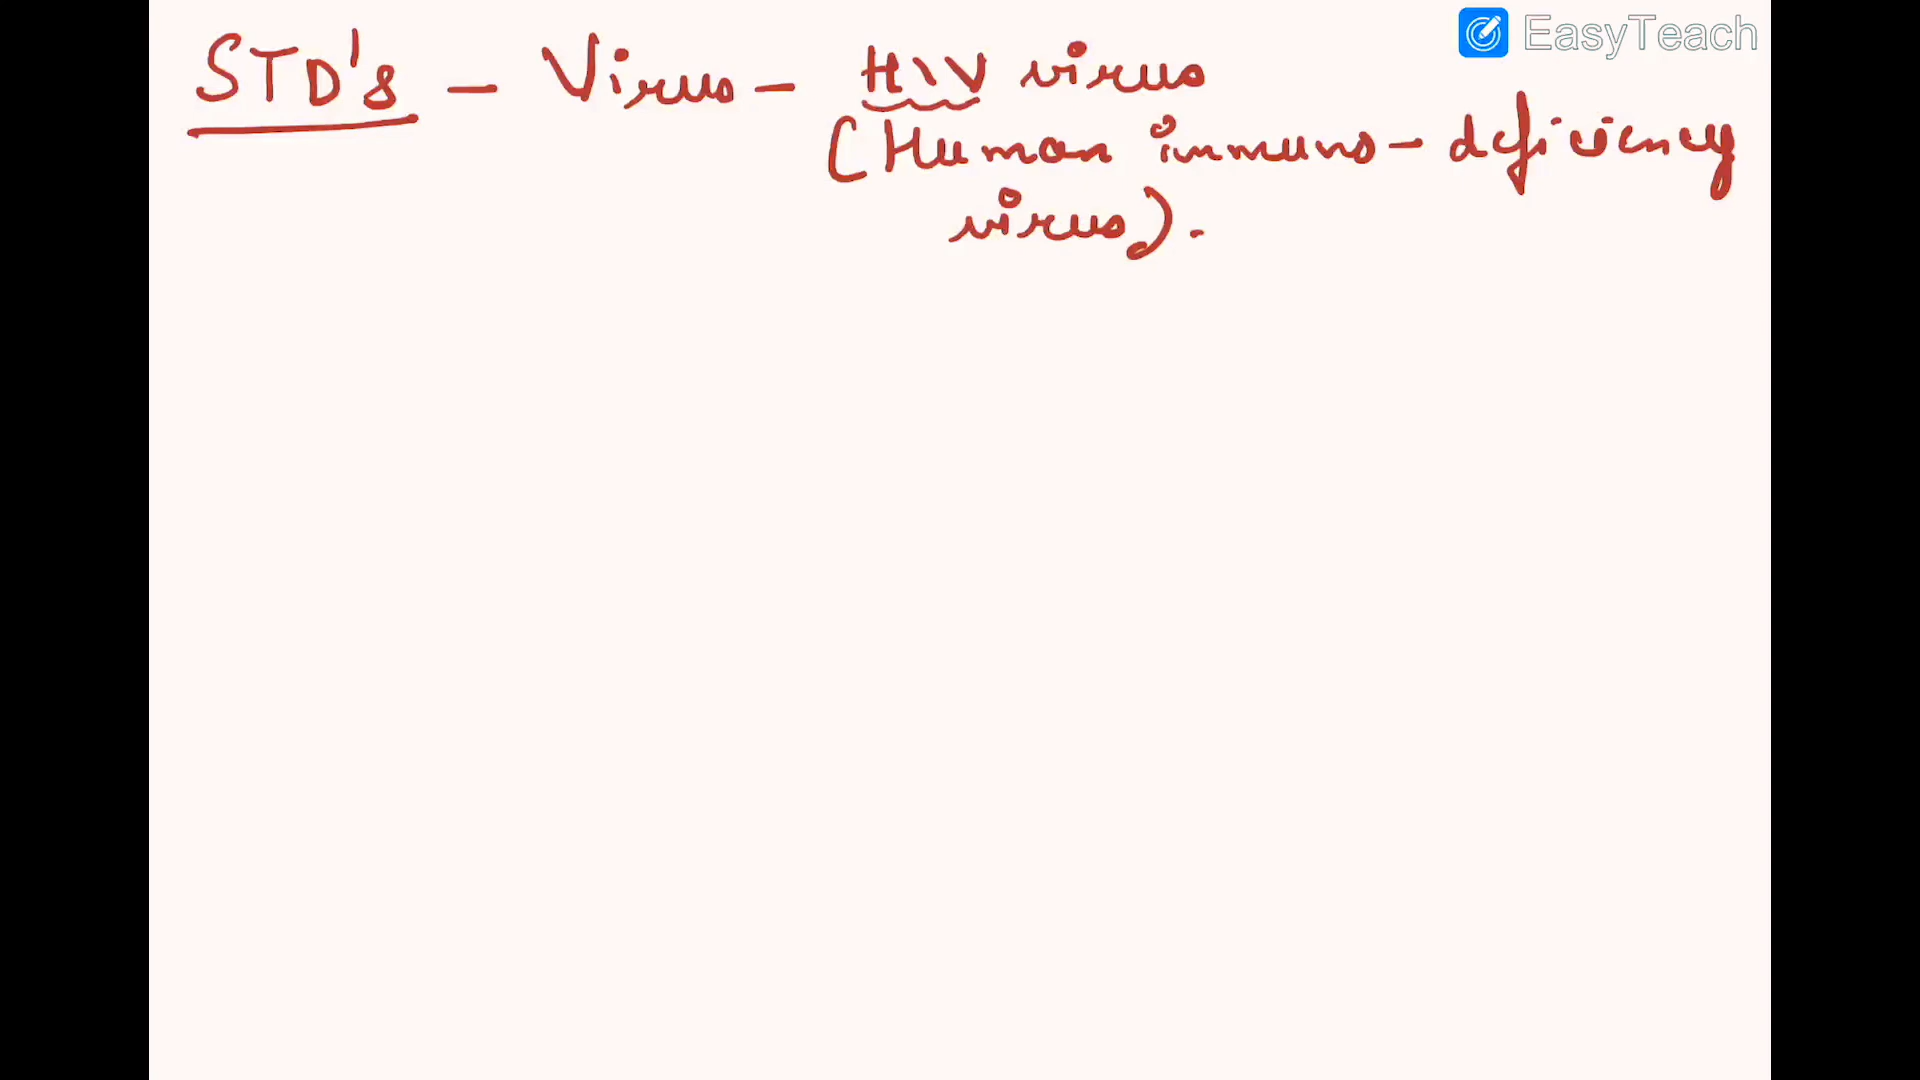 EasyTeach
STD's - Virus - HIV virus
(Human immuno-deficiency
virus).